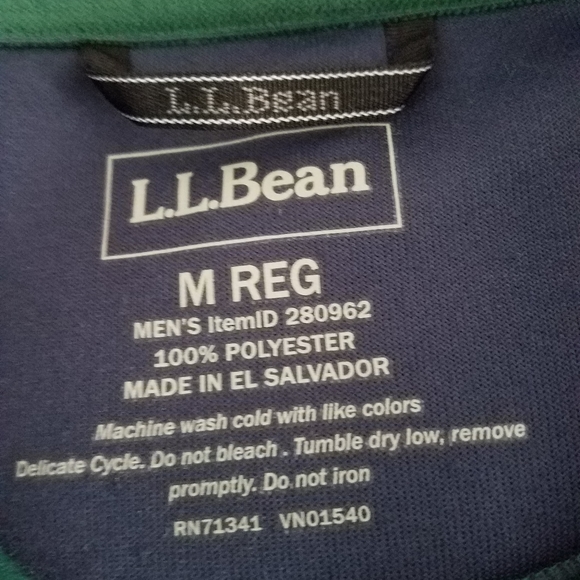 L.L.Bean
L.L.Bean
M REG
MEN'S ItemID 280962
100% POLYESTER
MADE IN EL SALVADOR
Machine wash cold with like colors
Delicate Cycle. Do not bleach . Tumble dry low, remove
promptly. Do not iron
RN71341 VN01540